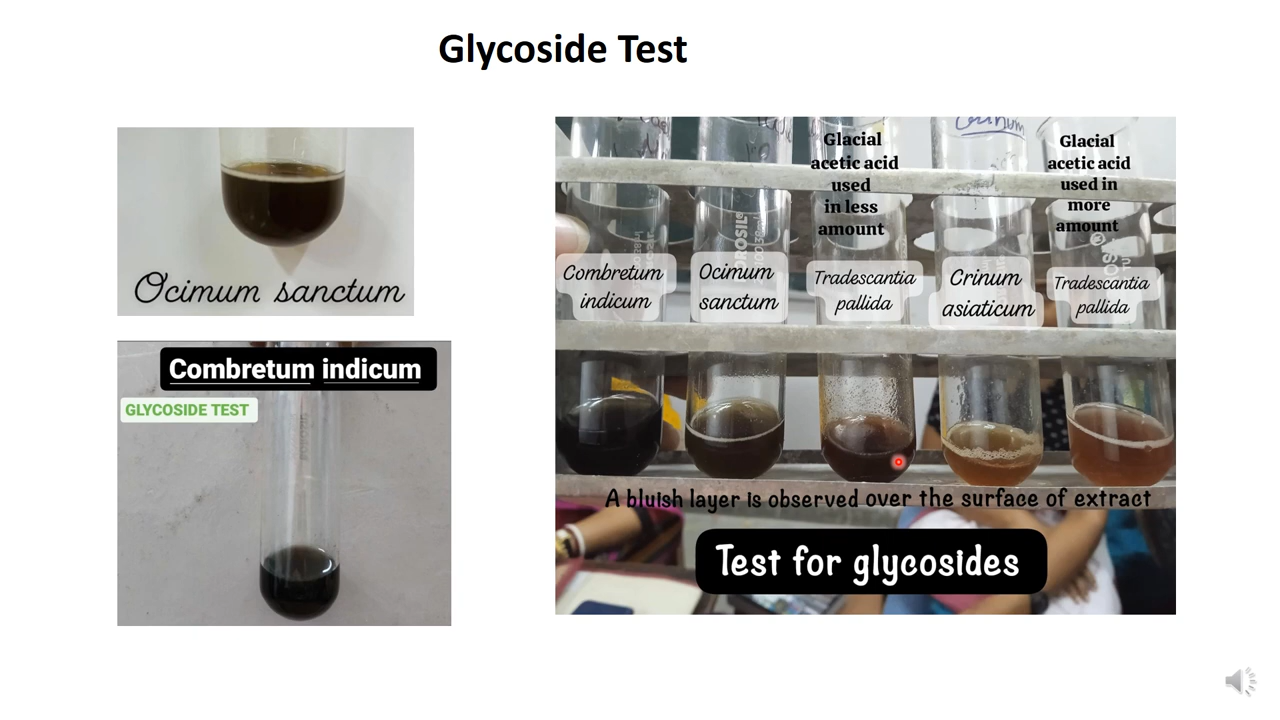 Glycoside Test
Ocimum sanctum
Combretum indicum
GLYCOSIDE TEST
Glacial
acetic acid
used
in less
amount
Glacial
acetic acid
used in
more
amount
Combretum
indicum
Ocimum
sanctum
Tradescantia
pallida
Crinum
asiaticum
Tradescantia
pallida
A bluish layer is observed over the surface of extract
Test for glycosides